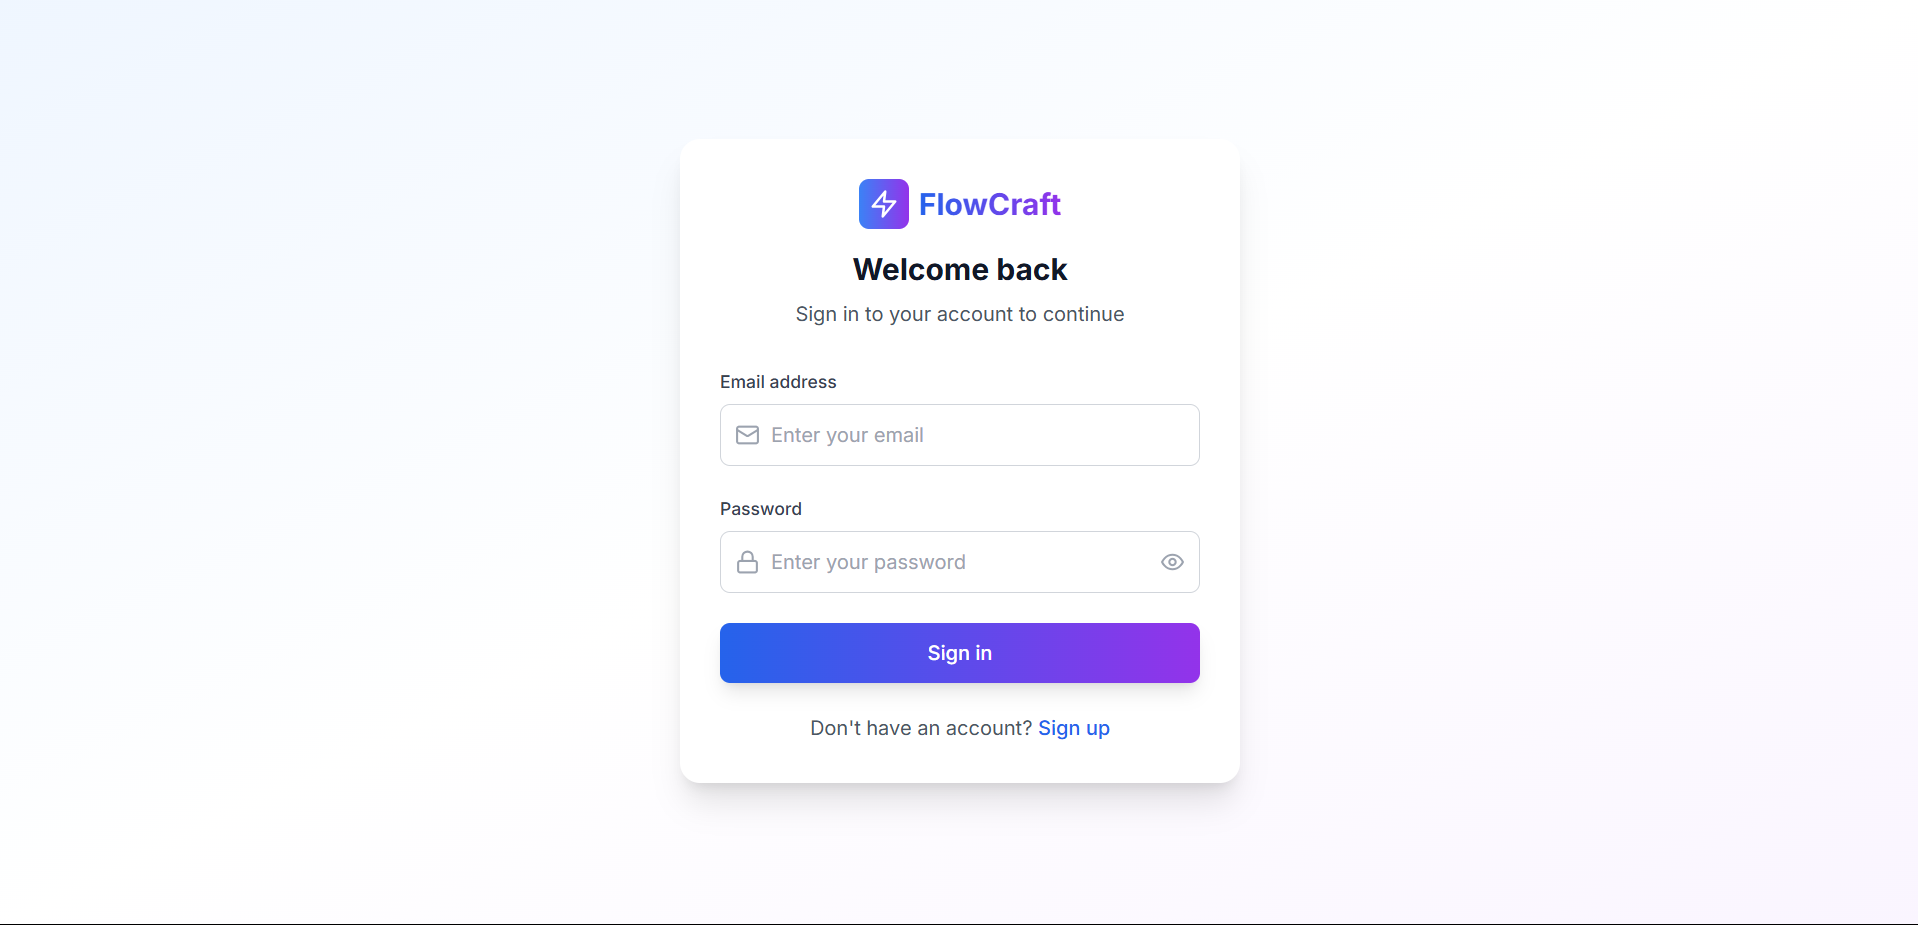 FlowCraft
Welcome back
Sign in to your account to continue
Email address
Enter your email
Password
Enter your password
Sign in
Don't have an account? Sign up